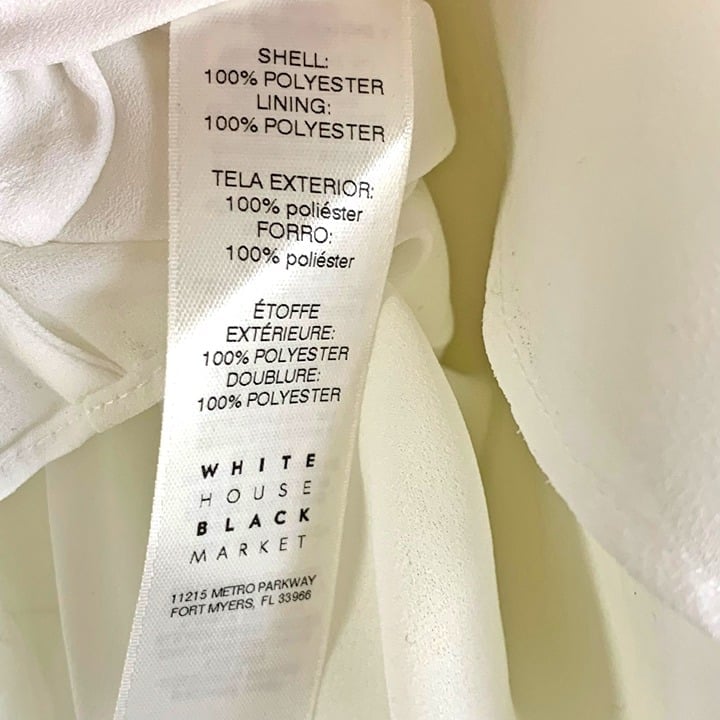 SHELL:
100% POLYESTER
LINING:
100% POLYESTER
TELA EXTERIOR:
100% poliéster
FORRO:
100% poliéster
ÉTOFFE
EXTÉRIEURE:
100% POLYESTER
DOUBLURE:
100% POLYESTER
WHITE
HOUSE
BLACK
MARKET
11215 METRO PARKWAY
FORT MYERS, FL 33966